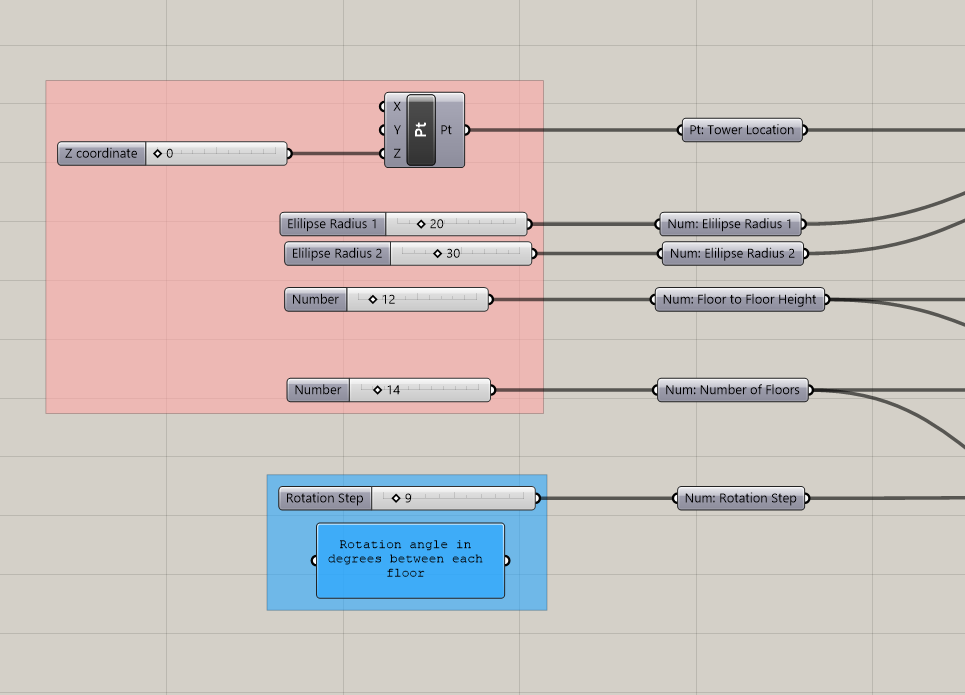 X
Y
Z
Pt
Pt
Pt: Tower Location
Z coordinate
0
Elilipse Radius 1
20
Num: Elilipse Radius 1
Elilipse Radius 2
30
Num: Elilipse Radius 2
Number
12
Num: Floor to Floor Height
Number
14
Num: Number of Floors
Rotation Step
9
Num: Rotation Step
Rotation angle in
degrees between each
floor